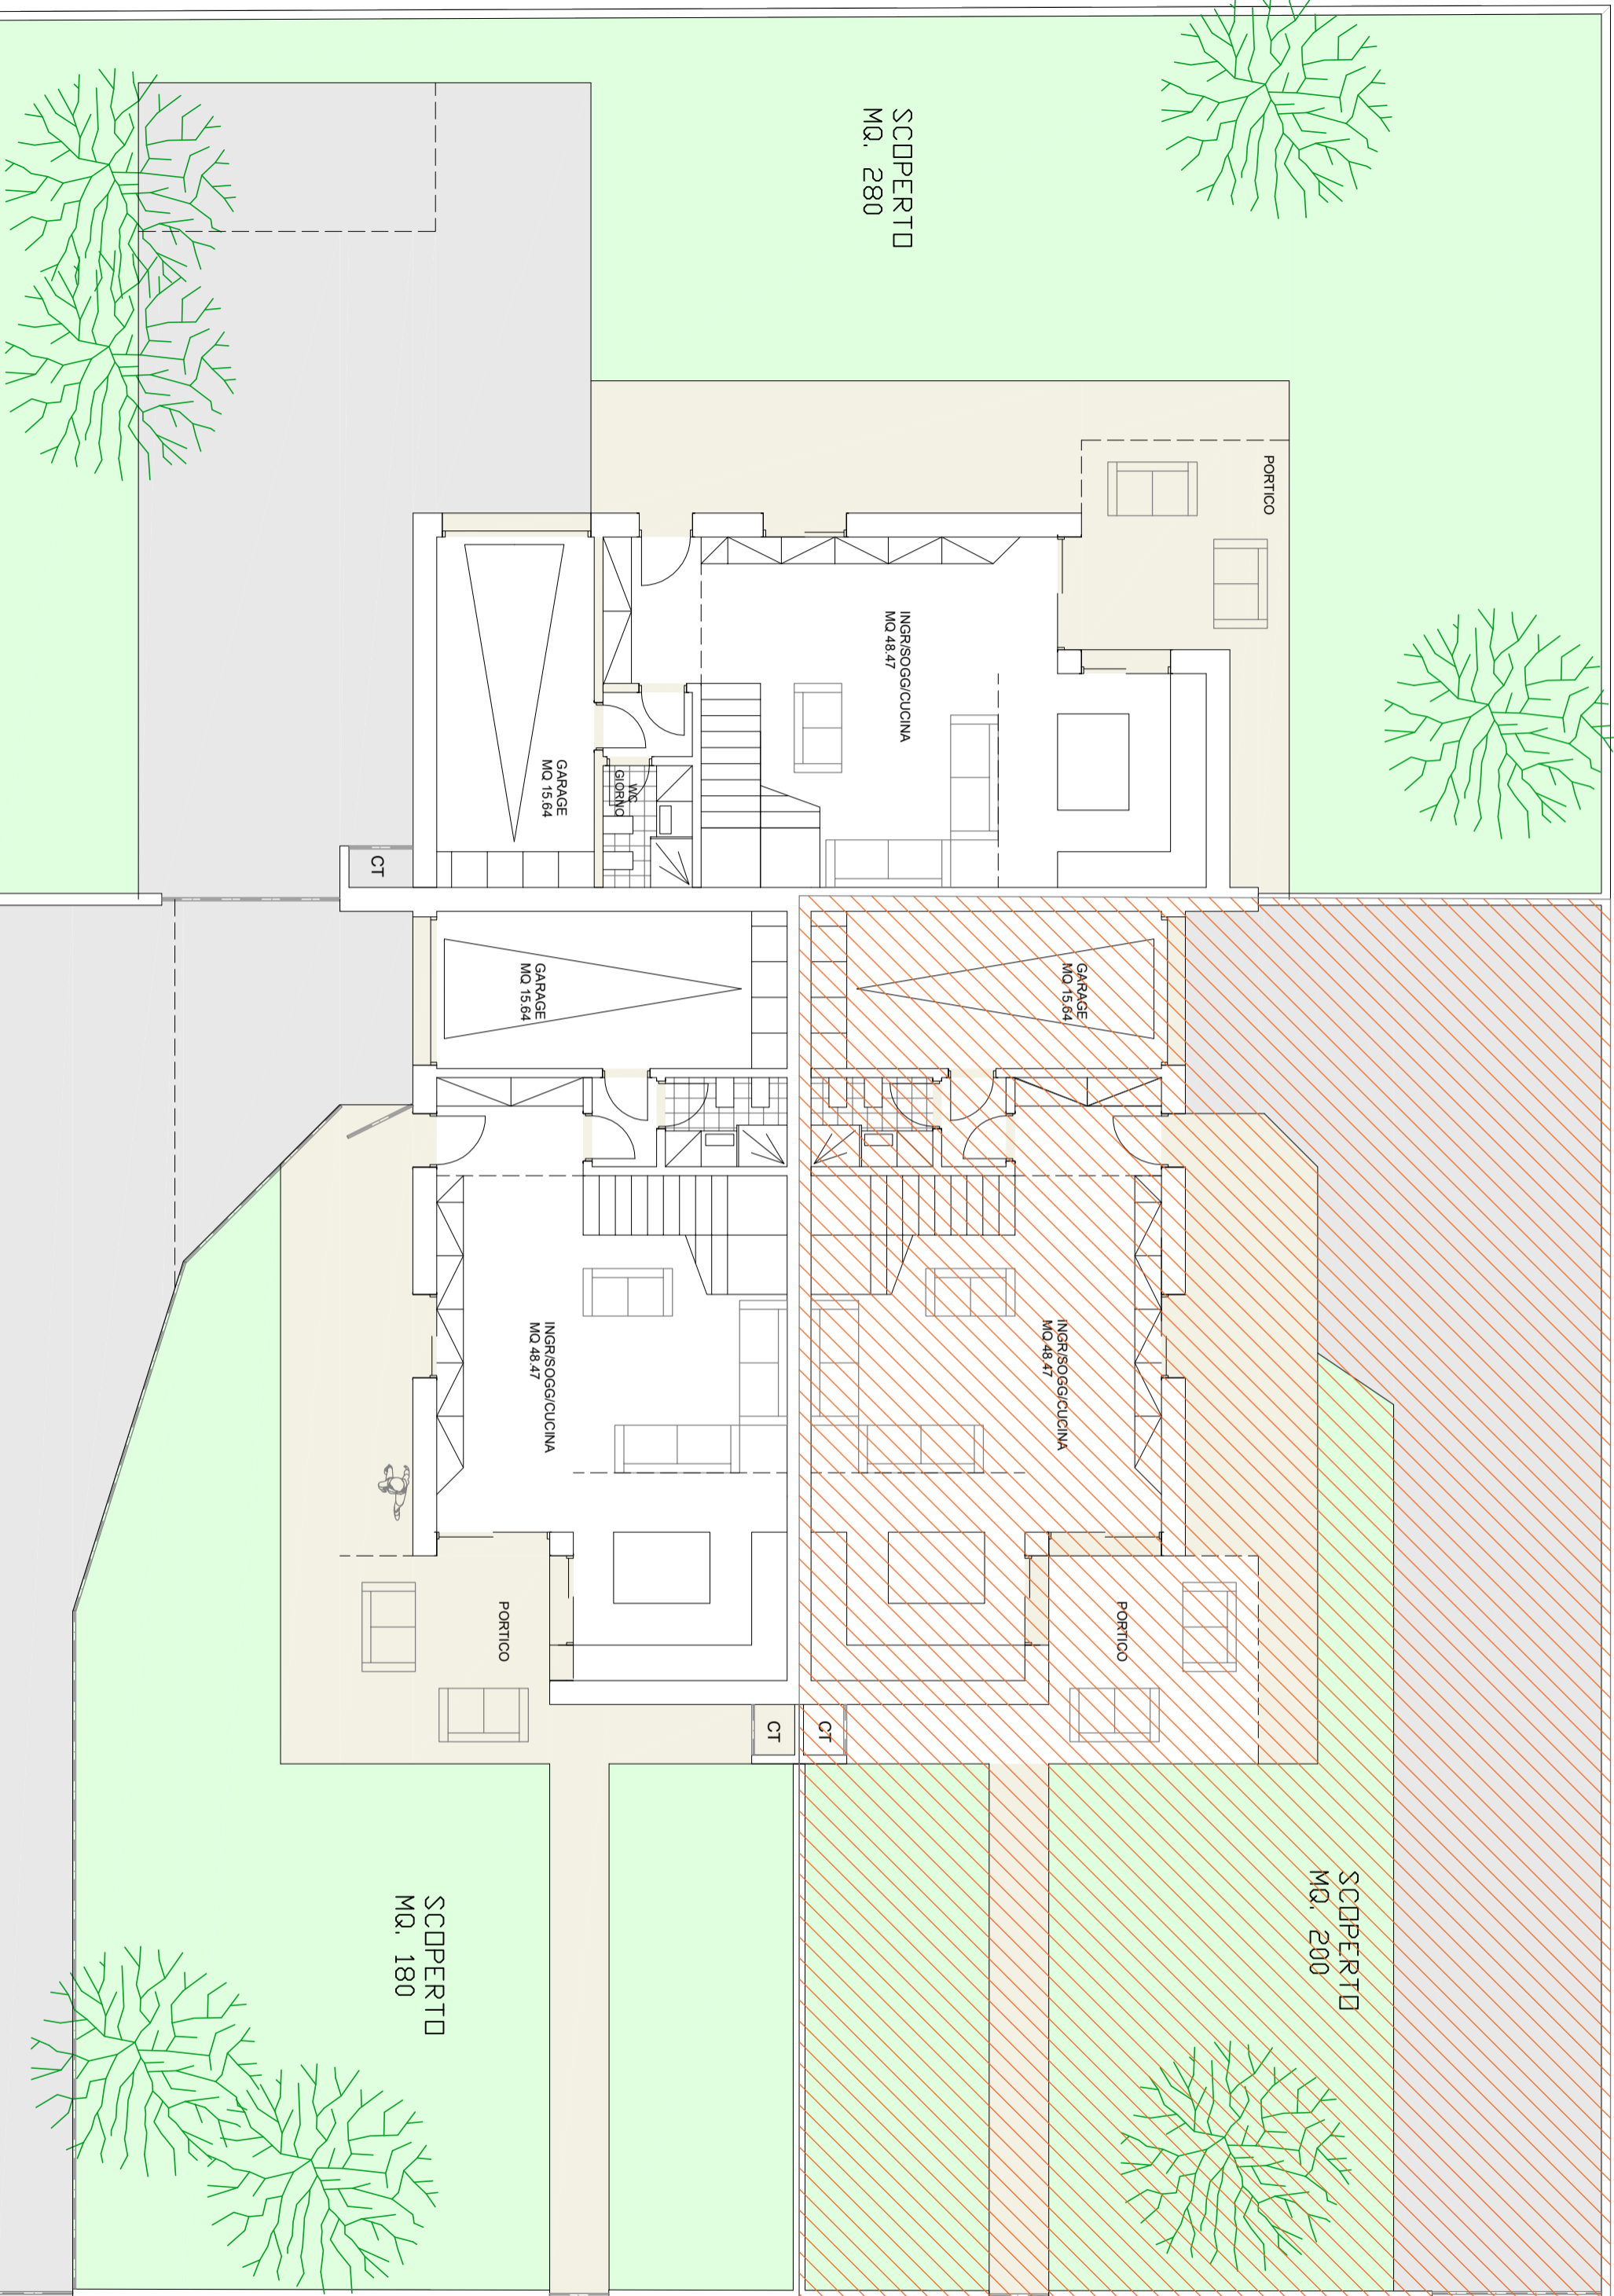 SCOPERTO
MQ. 280
PORTICO
INGR/SOGG/CUCINA
MQ 48.47
GARAGE
MQ 15.64
WC
GIORNO
CT
GARAGE
MQ 15.64
GARAGE
MQ 15.64
INGR/SOGG/CUCINA
MQ 48.47
INGR/SOGG/CUCINA
MQ 48.47
PORTICO
PORTICO
CT
CT
SCOPERTO
MQ. 200
SCOPERTO
MQ. 180